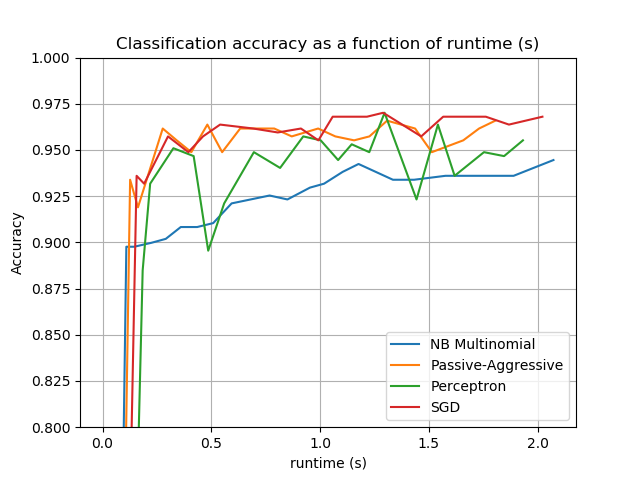 Classification accuracy as a function of runtime (s)
1.000
0.975
0.950
0.925
0.900
0.875
0.850
0.825
0.800
Accuracy
NB Multinomial
Passive-Aggressive
Perceptron
SGD
0.0 0.5 1.0 1.5 2.0
runtime (s)